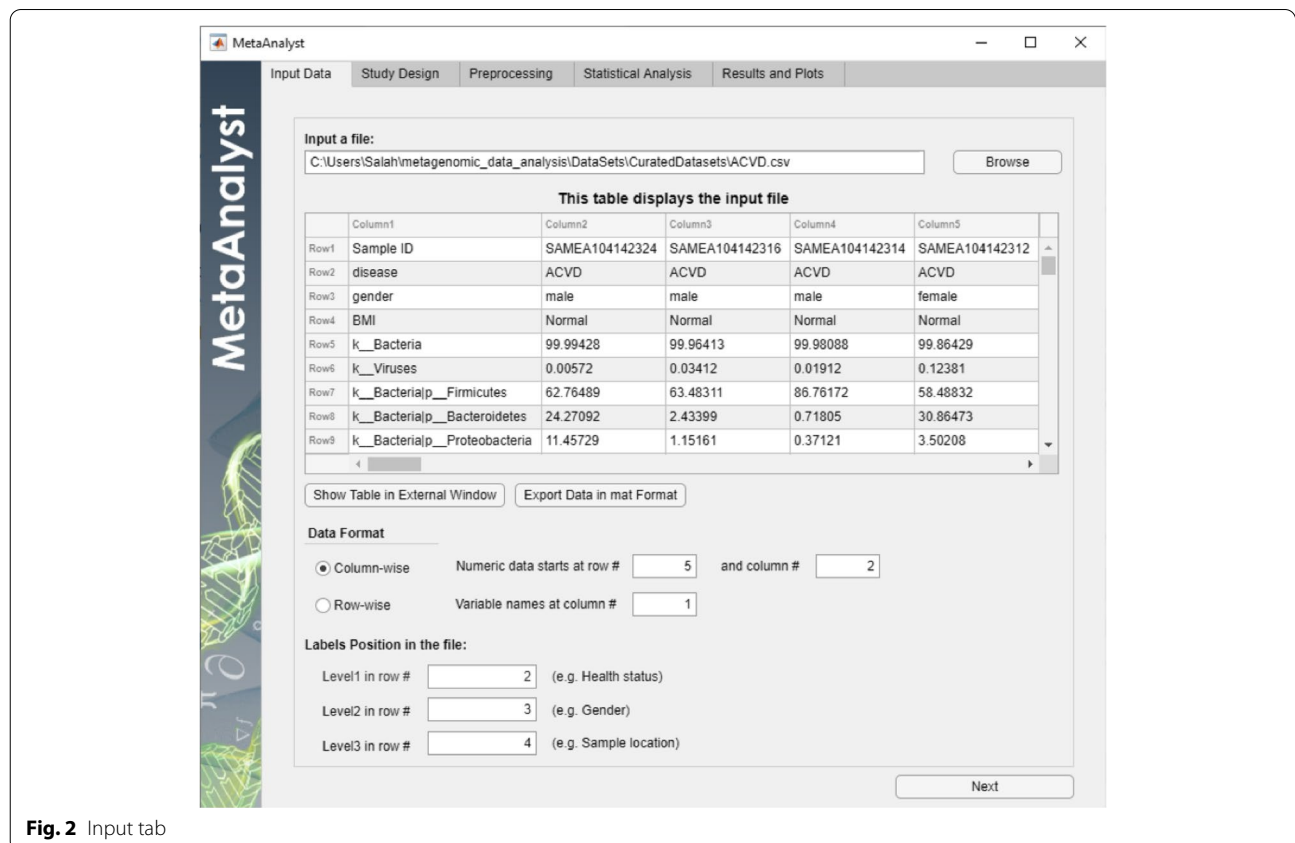 MetaAnalyst
Input Data Study Design Preprocessing Statistical Analysis Results and Plots
MetaAnalyst
Input a file:
C:\Users\Salah\metagenomic_data_analysis\DataSets\CuratedDatasets\ACVD.csv Browse
This table displays the input file
Column1 Column2 Column3 Column4 Column5
Row1 Sample ID SAMEA104142324 SAMEA104142316 SAMEA104142314 SAMEA104142312
Row2 disease ACVD ACVD ACVD ACVD
Row3 gender male male male female
Row4 BMI Normal Normal Normal Normal
Row5 k__Bacteria 99.99428 99.96413 99.98088 99.86429
Row6 k__Viruses 0.00572 0.03412 0.01912 0.12381
Row7 k__Bacteria|p__Firmicutes 62.76489 63.48311 86.76172 58.48832
Row8 k__Bacteria|p__Bacteroidetes 24.27092 2.43399 0.71805 30.86473
Row9 k__Bacteria|p__Proteobacteria 11.45729 1.15161 0.37121 3.50208
Show Table in External Window Export Data in mat Format
Data Format
Column-wise Numeric data starts at row # 5 and column # 2
Row-wise Variable names at column # 1
Labels Position in the file:
Level1 in row # 2 (e.g. Health status)
Level2 in row # 3 (e.g. Gender)
Level3 in row # 4 (e.g. Sample location)
Next
Fig. 2 Input tab